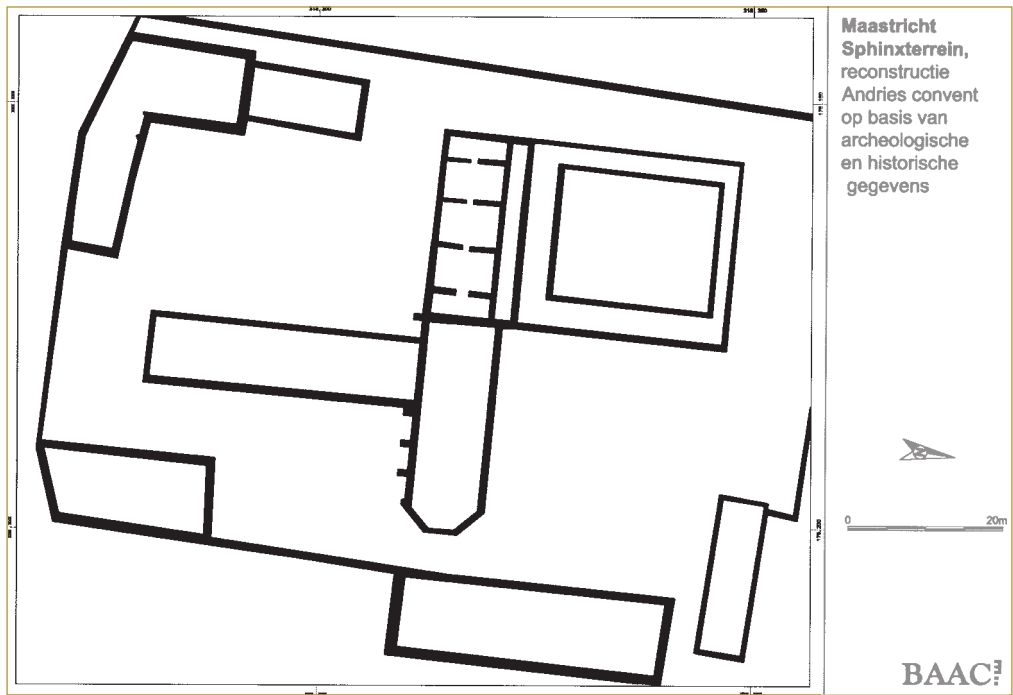 Maastricht
Sphinxterrein,
reconstructie
Andries convent
op basis van
archeologische
en historische
gegevens
0 20m
BAAC